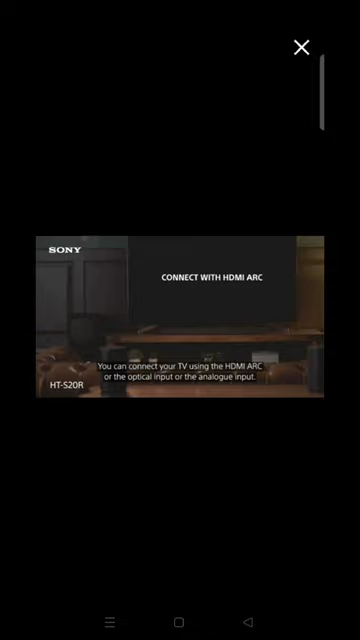 SONY
CONNECT WITH HDMI ARC
You can connect your TV using the HDMI ARC
or the optical input or the analogue input.
HT-S20R